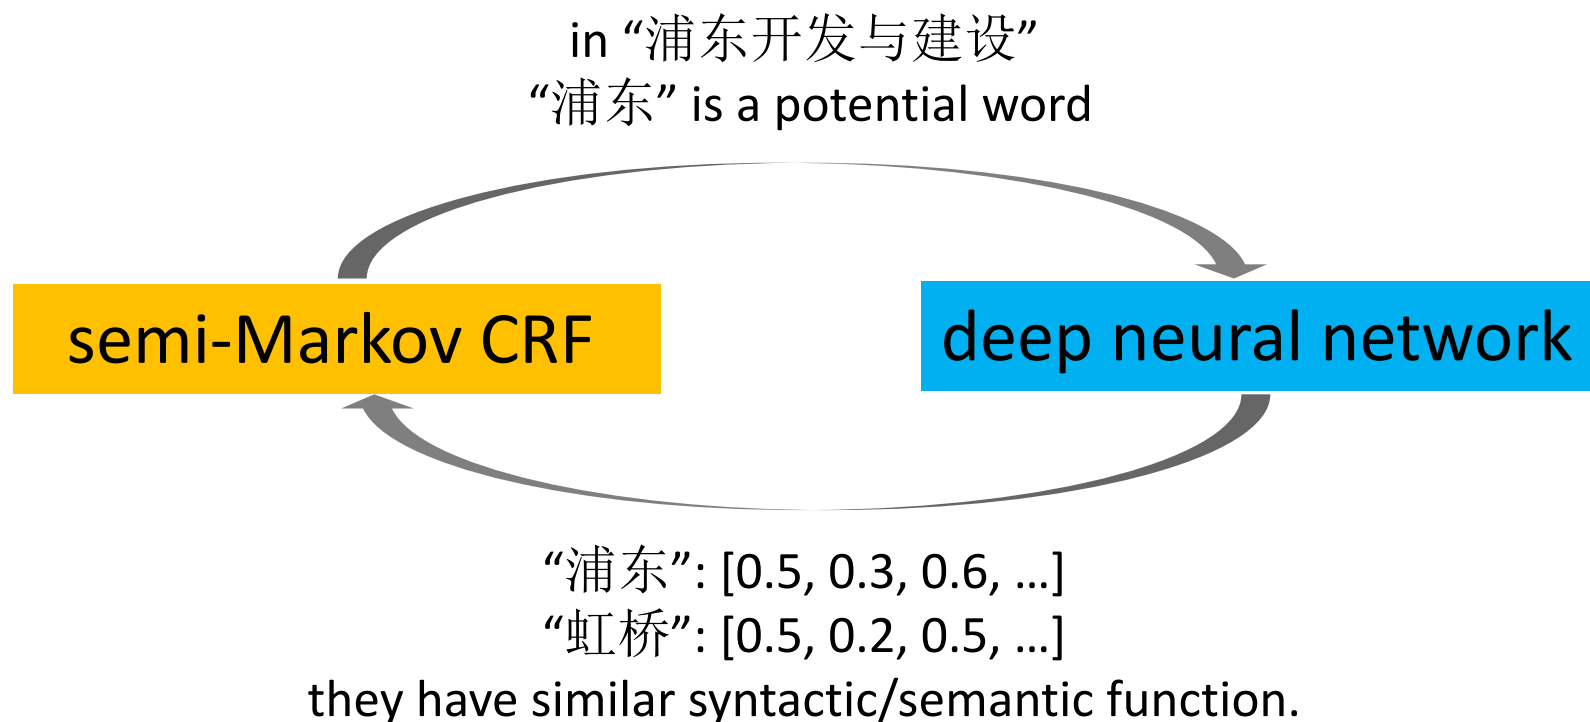 in “浦东开发与建设”
“浦东” is a potential word
semi-Markov CRF
deep neural network
“浦东”: [0.5, 0.3, 0.6, …]
“虹桥”: [0.5, 0.2, 0.5, …]
they have similar syntactic/semantic function.